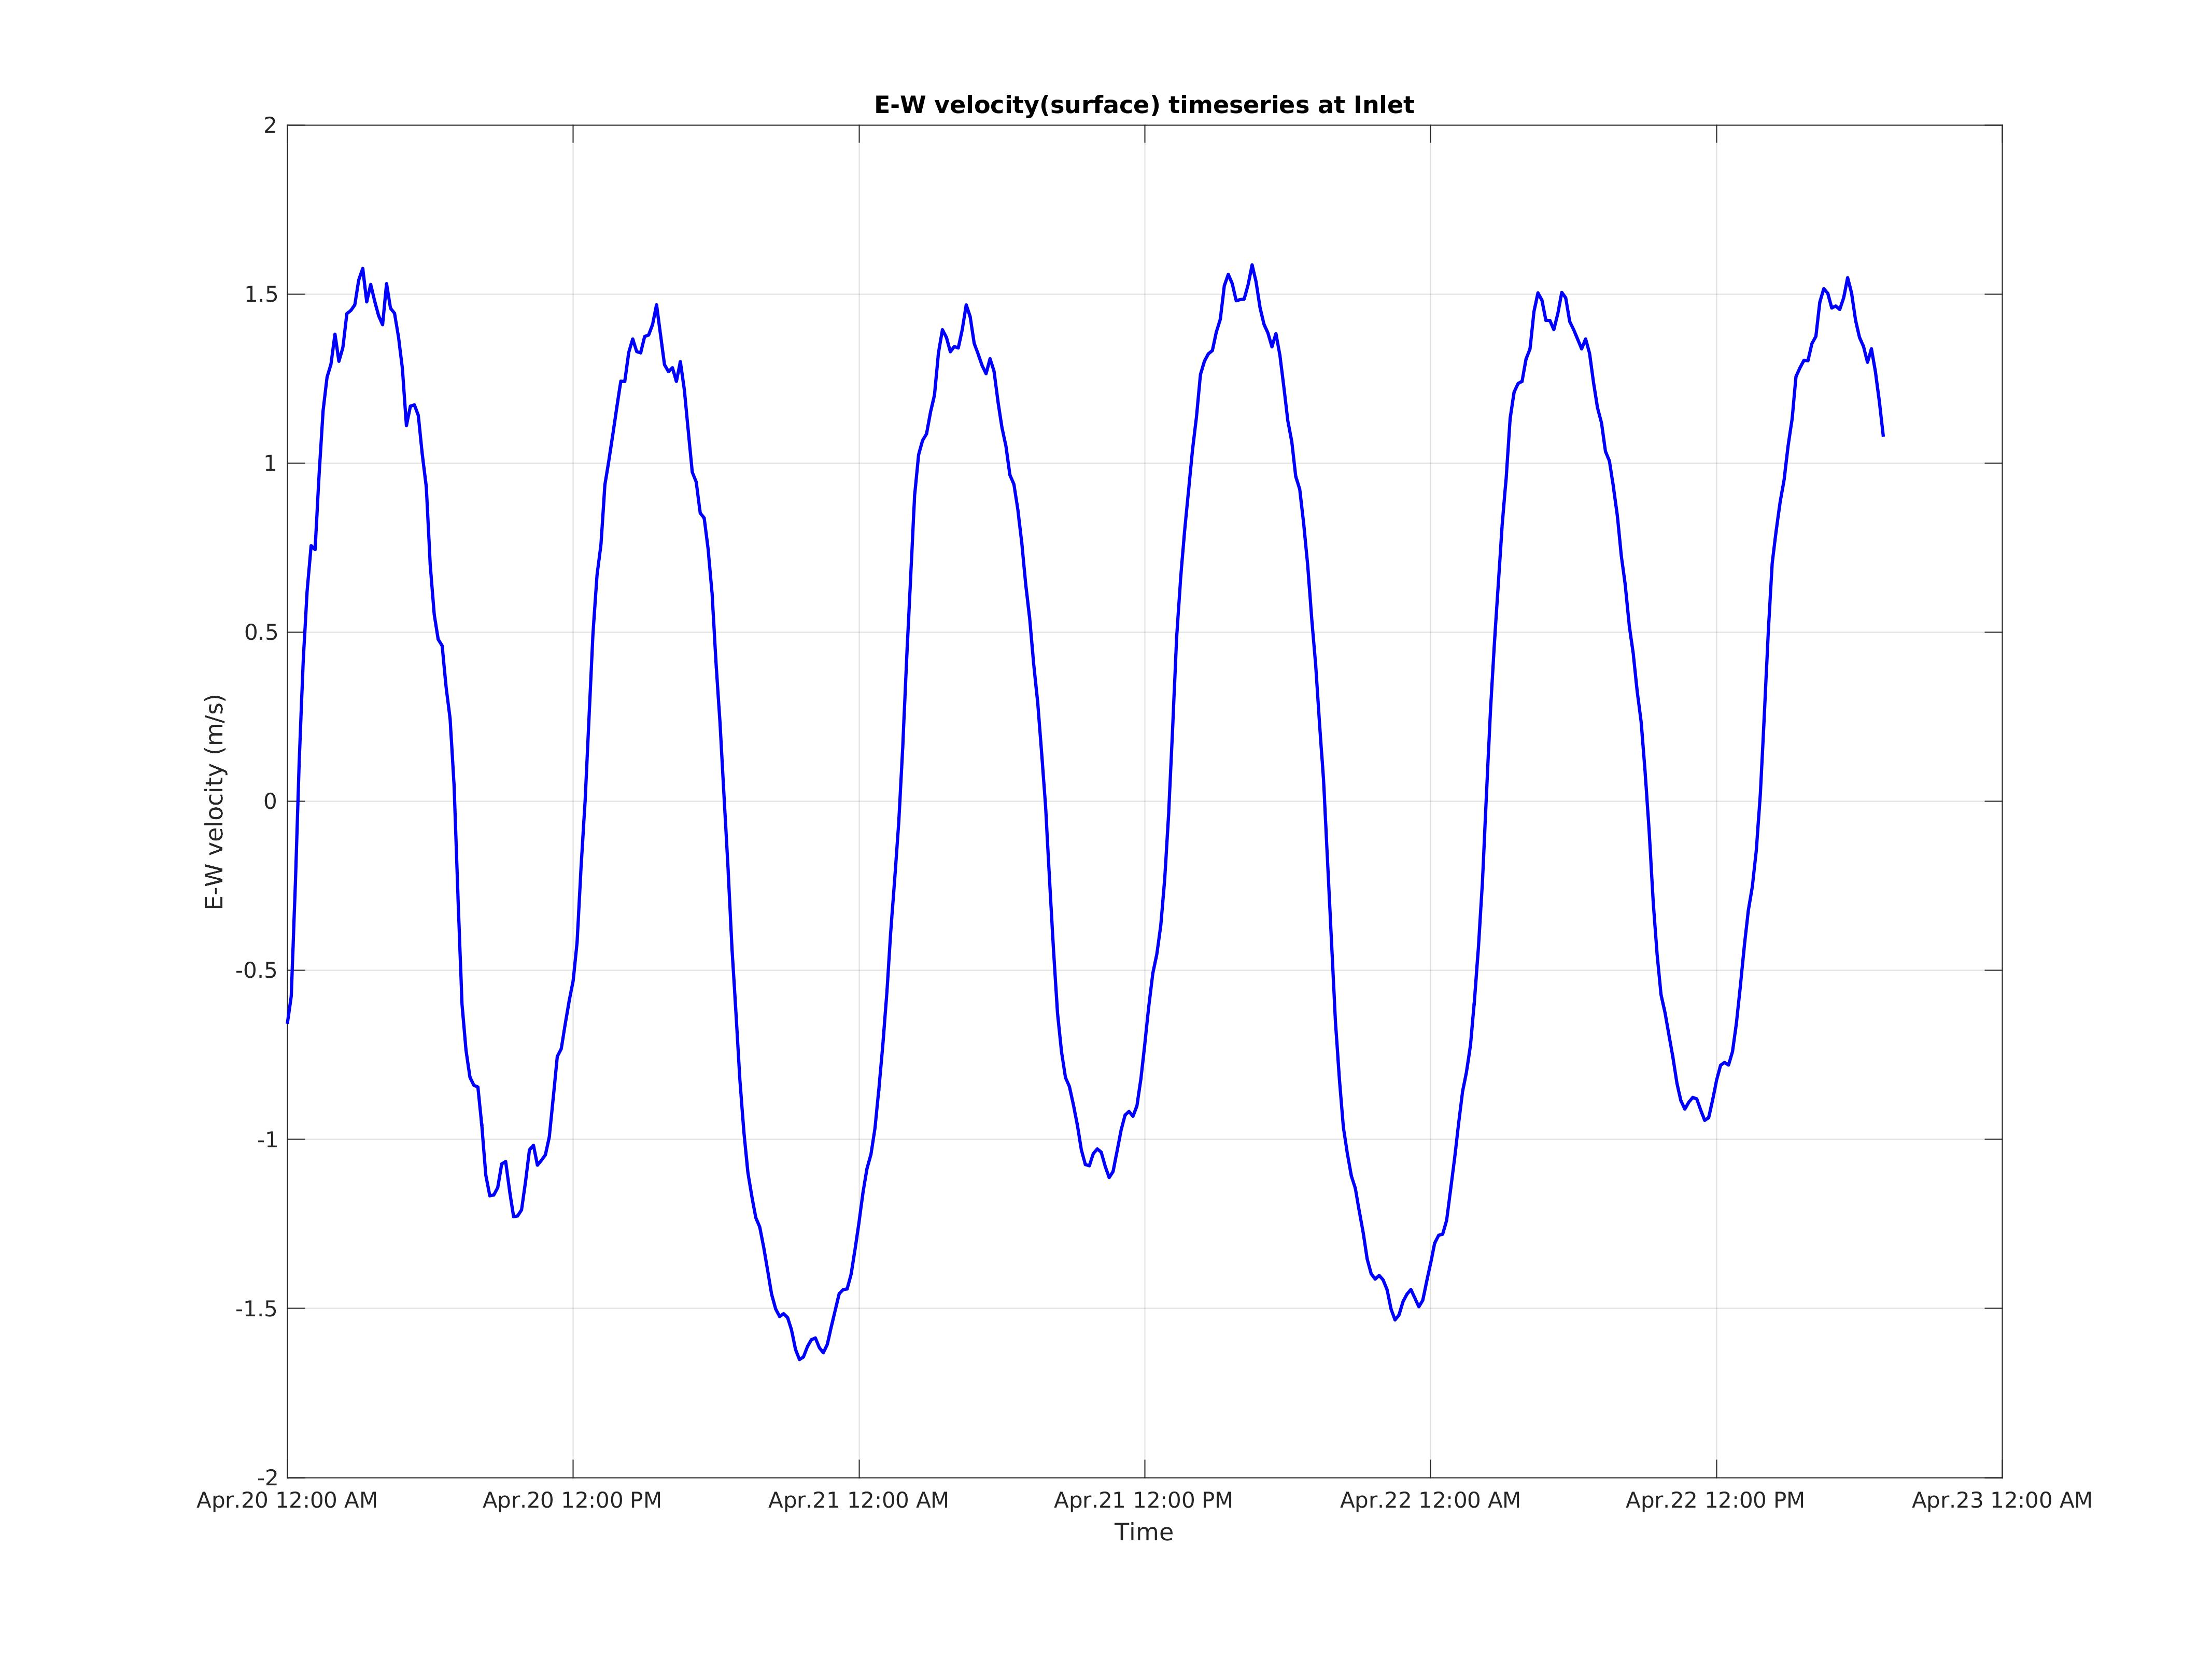 E-W velocity(surface) timeseries at Inlet
2
1.5
1
0.5
0
-0.5
-1
-1.5
-2
E-W velocity (m/s)
Apr.20 12:00 AM Apr.20 12:00 PM Apr.21 12:00 AM Apr.21 12:00 PM Apr.22 12:00 AM Apr.22 12:00 PM Apr.23 12:00 AM
Time